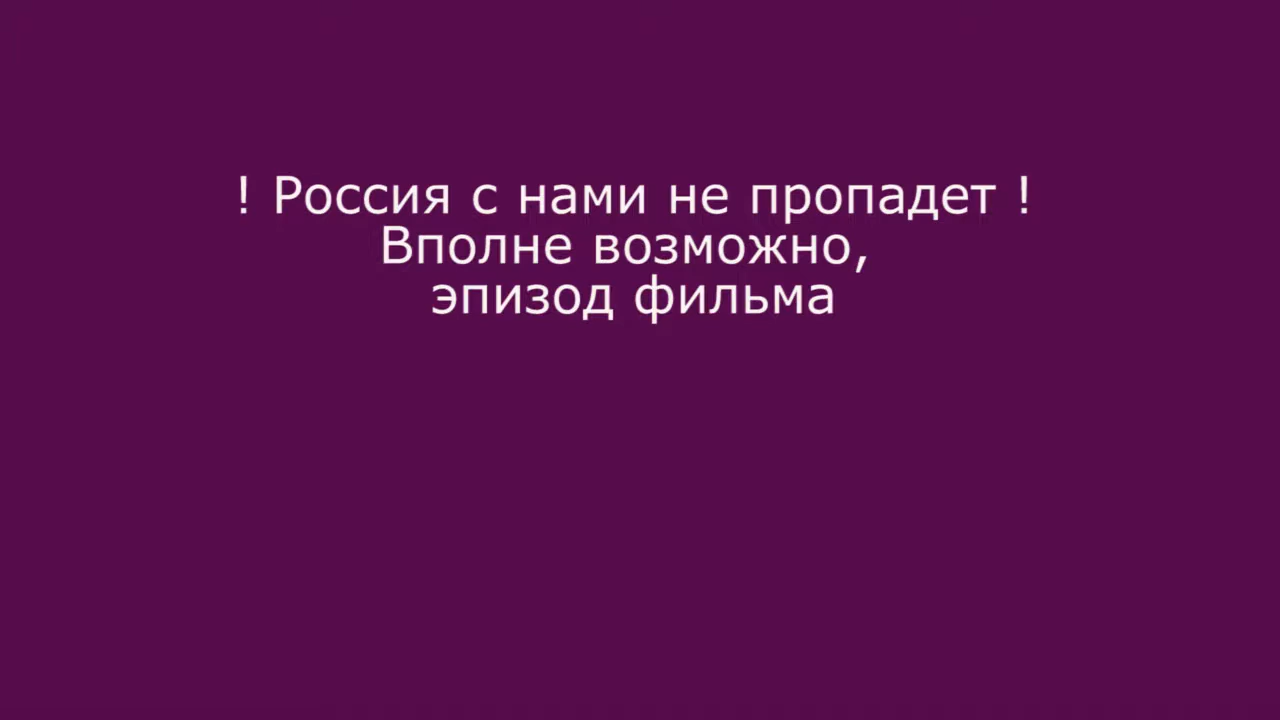 ! Россия с нами не пропадет !
Вполне возможно,
эпизод фильма